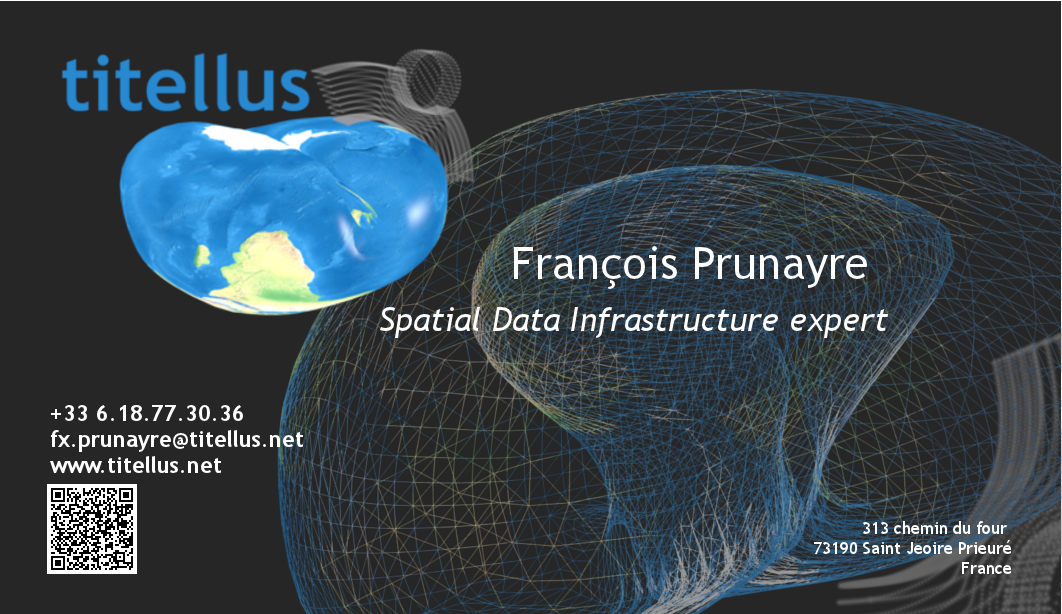 titellus
François Prunayre
Spatial Data Infrastructure expert
+33 6.18.77.30.36
fx.prunayre@titellus.net
www.titellus.net
313 chemin du four
73190 Saint Jeoire Prieuré
France